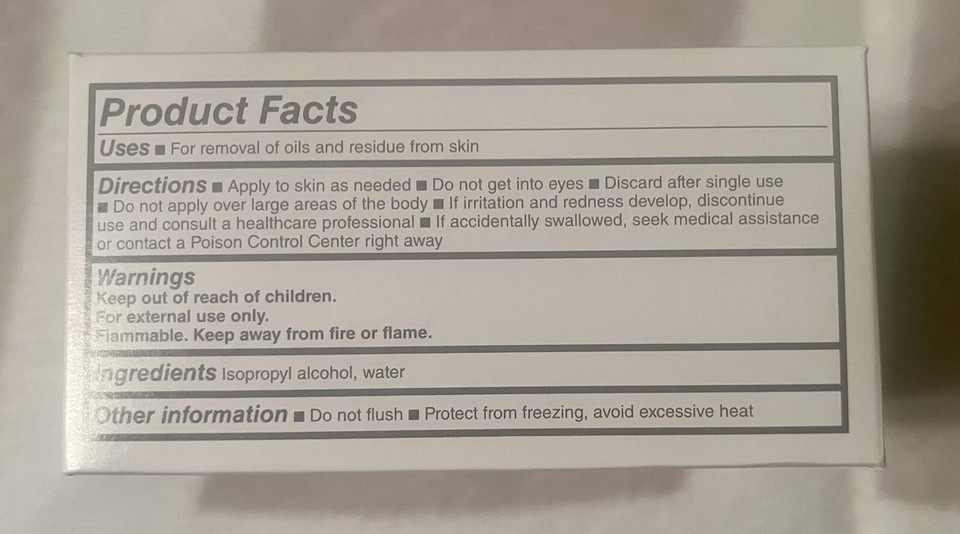 Product Facts
Uses ■ For removal of oils and residue from skin
Directions ■ Apply to skin as needed ■ Do not get into eyes ■ Discard after single use
■ Do not apply over large areas of the body ■ If irritation and redness develop, discontinue
use and consult a healthcare professional ■ If accidentally swallowed, seek medical assistance
or contact a Poison Control Center right away
Warnings
Keep out of reach of children.
For external use only.
Flammable. Keep away from fire or flame.
Ingredients Isopropyl alcohol, water
Other information ■ Do not flush ■ Protect from freezing, avoid excessive heat